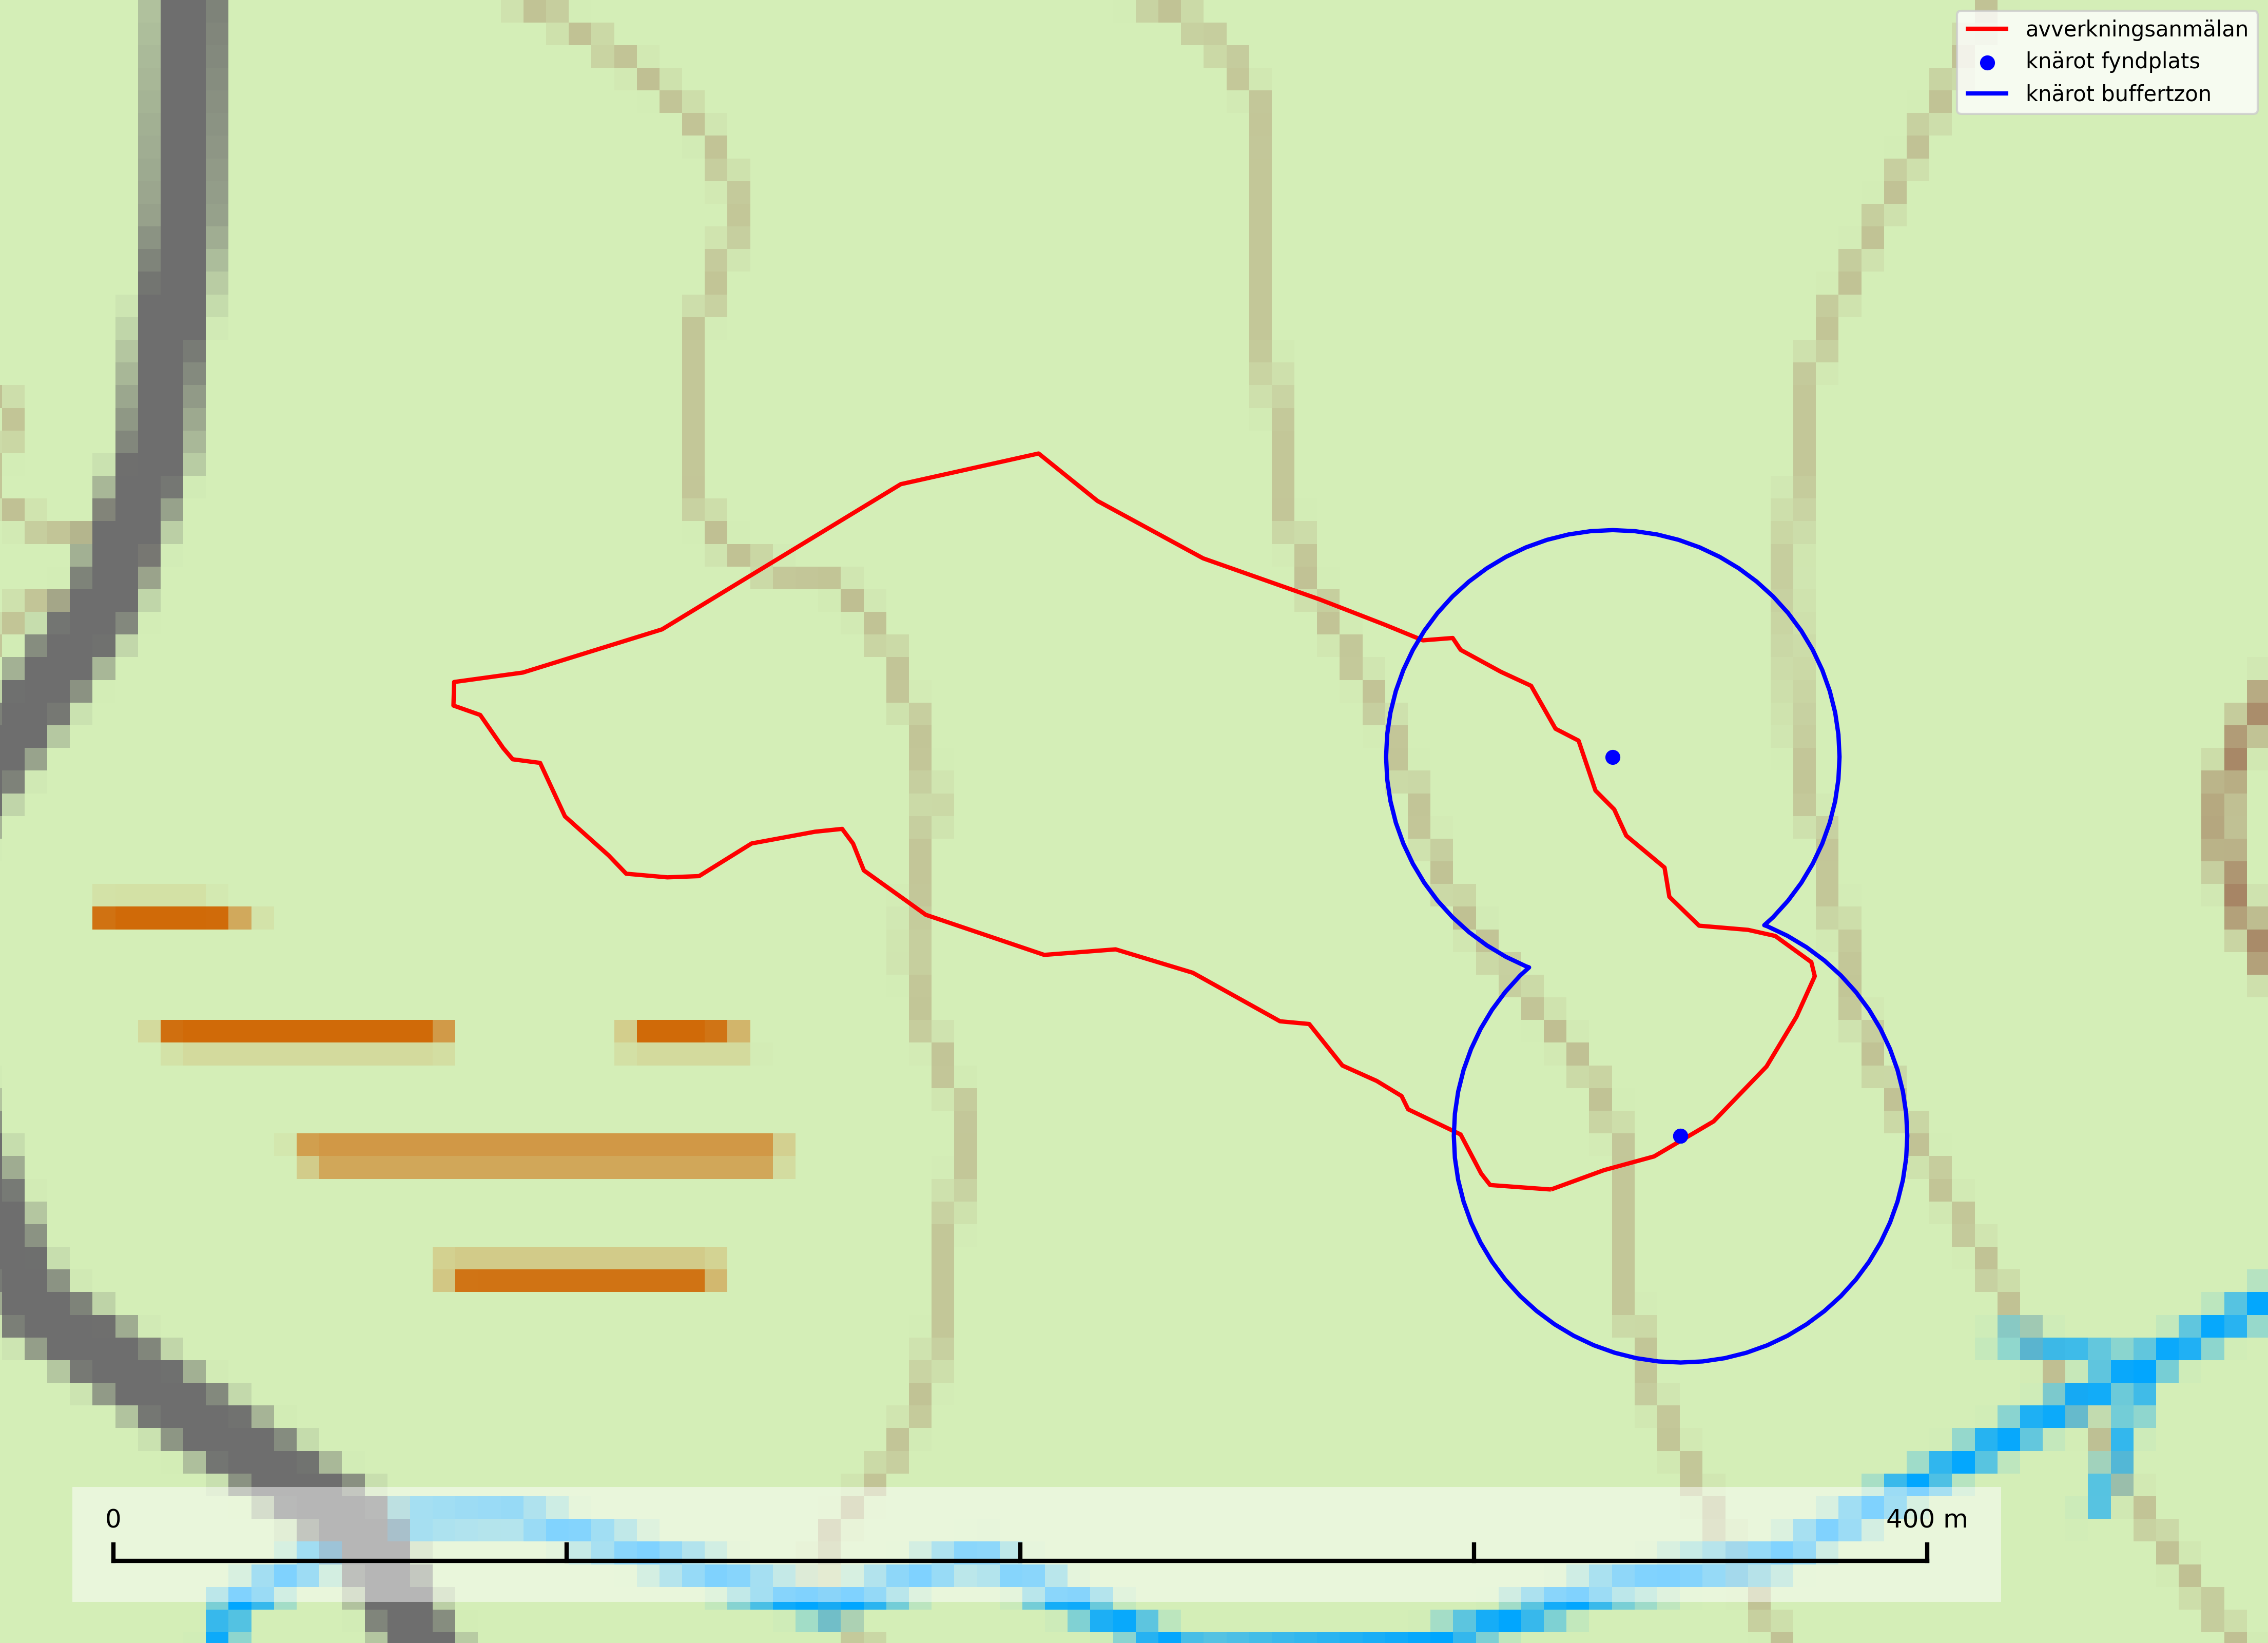 avverkningsanmälan
knärot fyndplats
knärot buffertzon
0
400 m